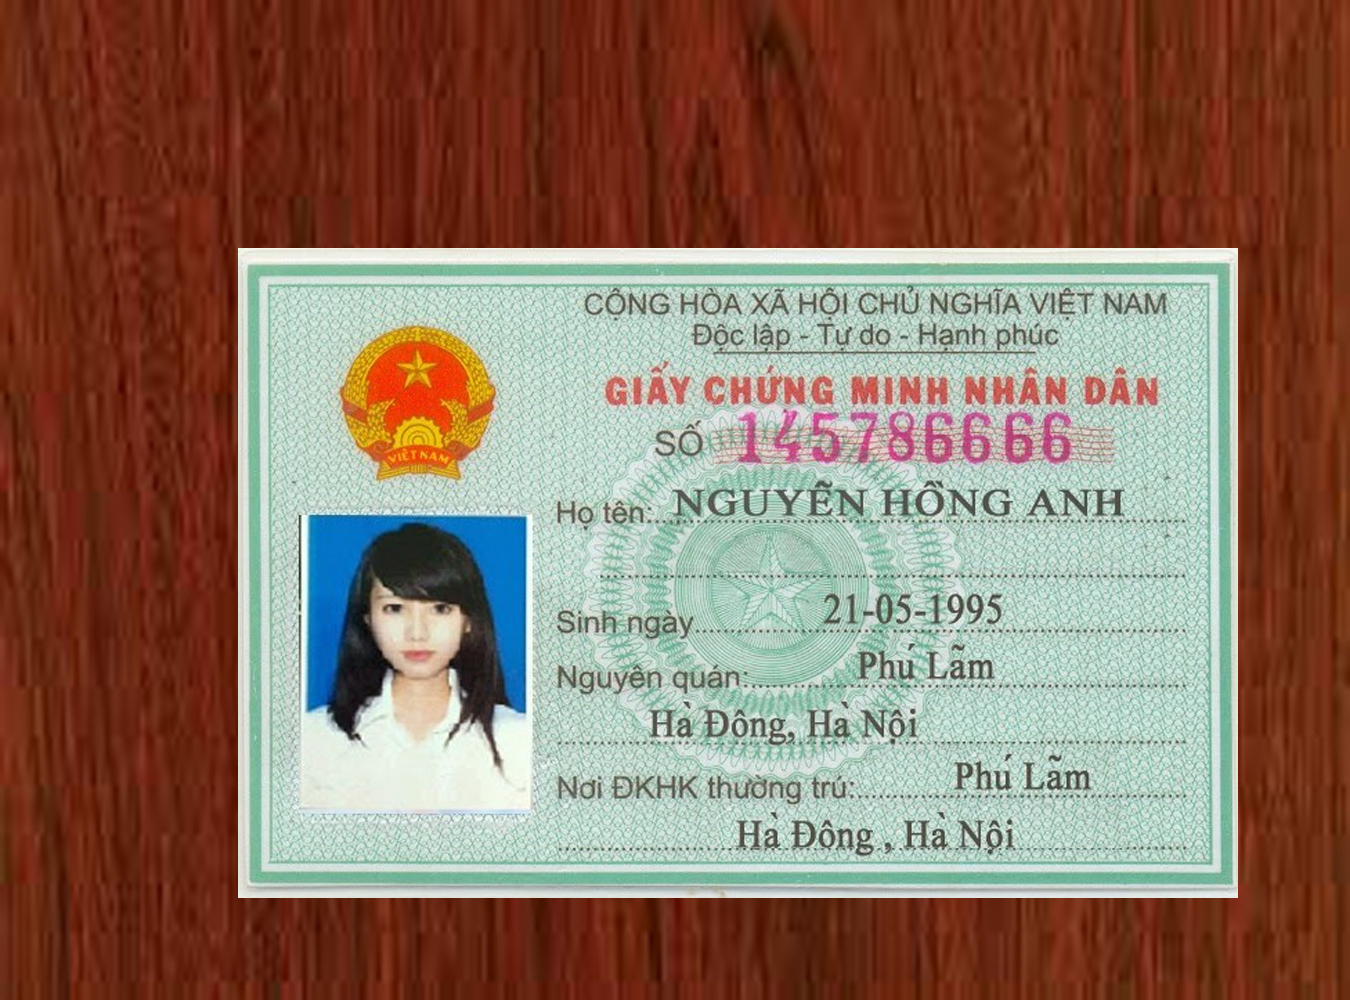 CỘNG HÒA XÃ HỘI CHỦ NGHĨA VIỆT NAM
Độc lập - Tự do - Hạnh phúc
GIẤY CHỨNG MINH NHÂN DÂN
SỐ 145786666
VIỆT NAM
Họ tên: NGUYỄN HỒNG ANH
Sinh ngày 21-05-1995
Nguyên quán: Phú Lãm
Hà Đông, Hà Nội
Nơi ĐKHK thường trú: Phú Lãm
Hà Đông , Hà Nội